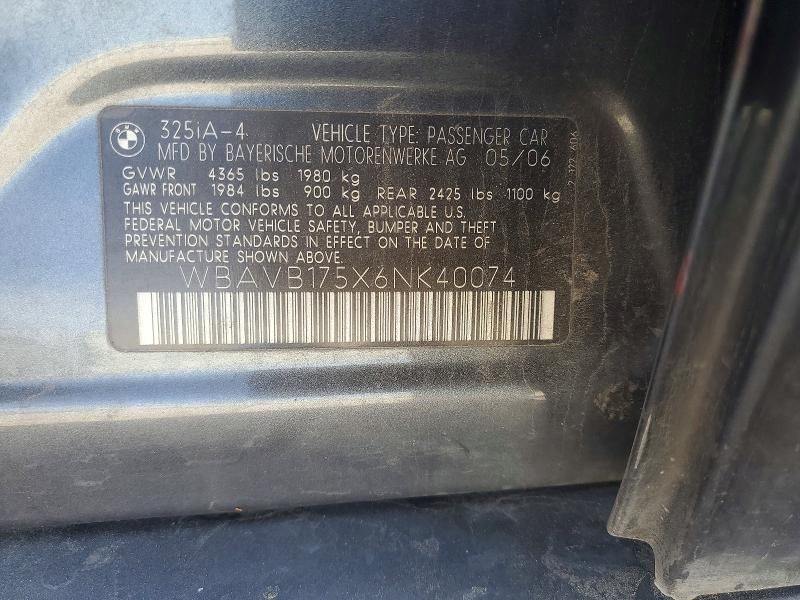 BMW
325iA-4 VEHICLE TYPE: PASSENGER CAR
MFD BY BAYERISCHE MOTORENWERKE AG 05/06
GVWR 4365 lbs 1980 kg
GAWR FRONT 1984 lbs 900 kg REAR 2425 lbs 1100 kg
THIS VEHICLE CONFORMS TO ALL APPLICABLE U.S.
FEDERAL MOTOR VEHICLE SAFETY, BUMPER AND THEFT
PREVENTION STANDARDS IN EFFECT ON THE DATE OF
MANUFACTURE SHOWN ABOVE.
WBAVB175X6NK40074